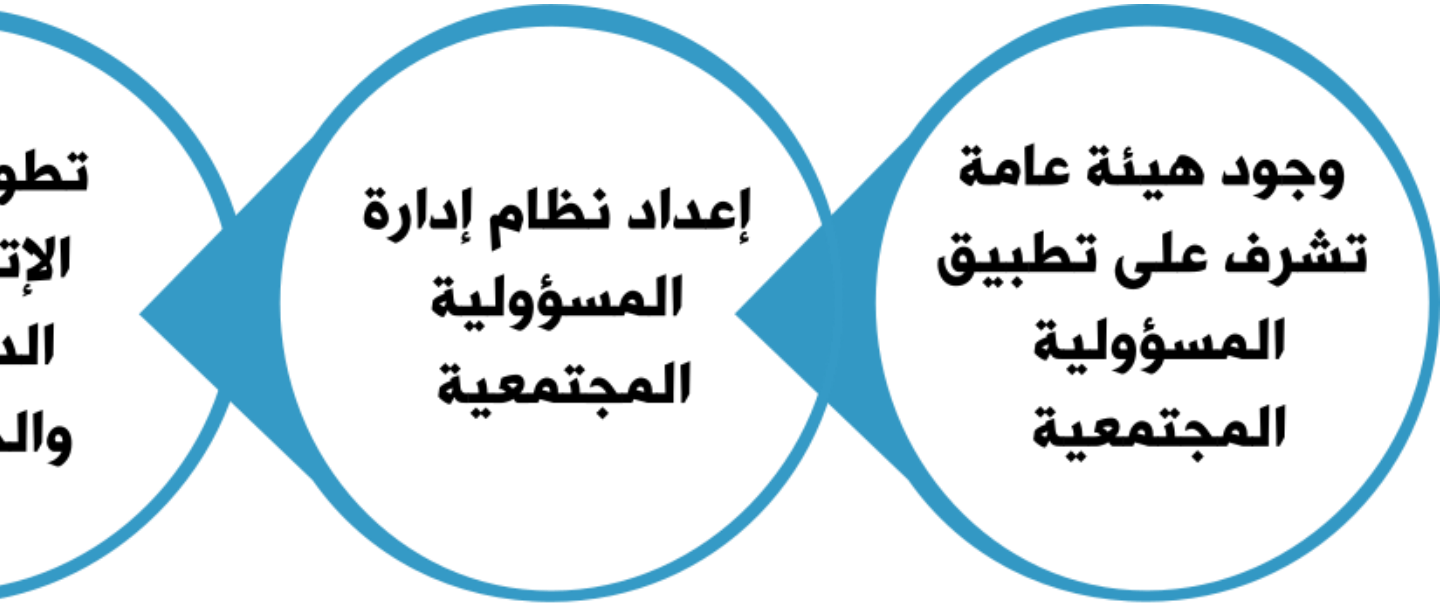 وجود هيئة عامة
تشرف على تطبيق
المسؤولية
المجتمعية
إعداد نظام إدارة
المسؤولية
المجتمعية